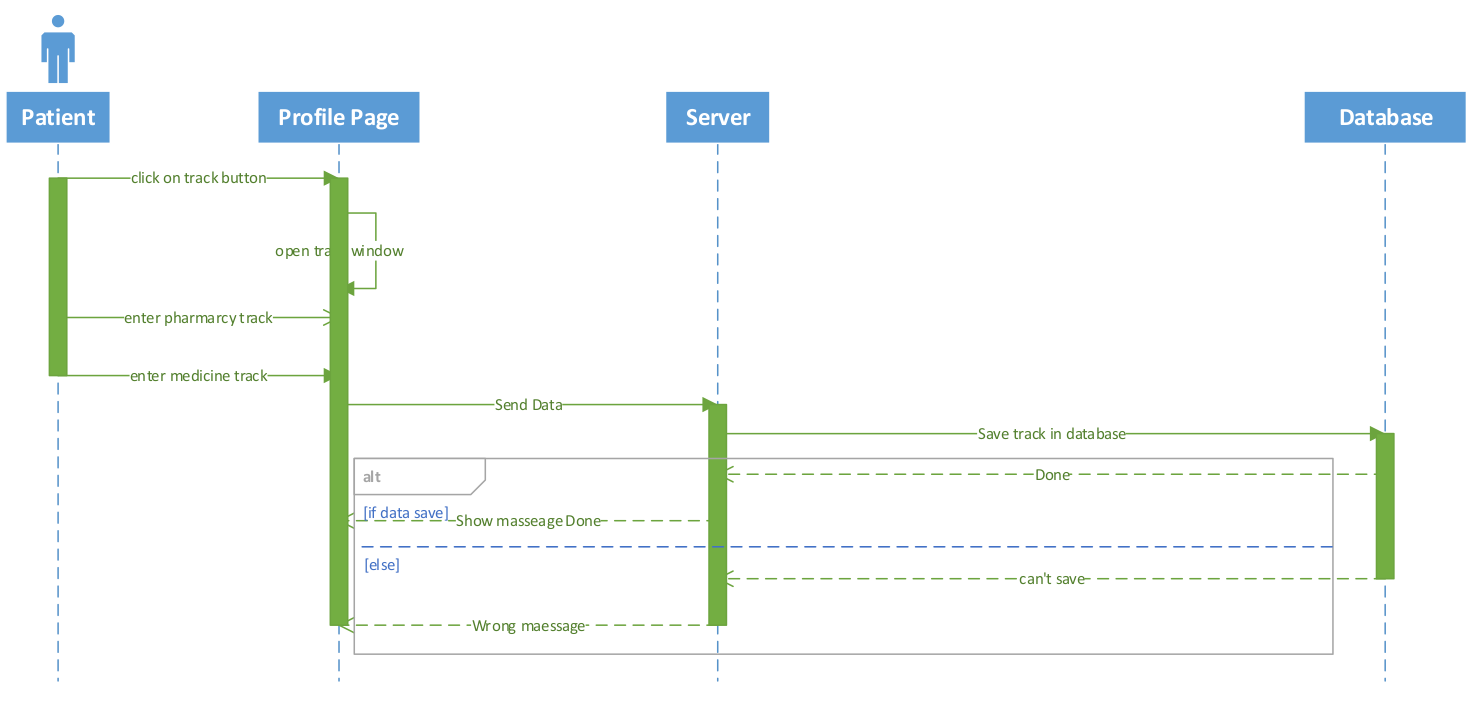 Patient
Profile Page
Server
Database
click on track button
open tra window
enter pharmarcy track
enter medicine track
Send Data
Save track in database
alt
Done
[if data save]
Show masseage Done
[else]
can't save
Wrong maessage